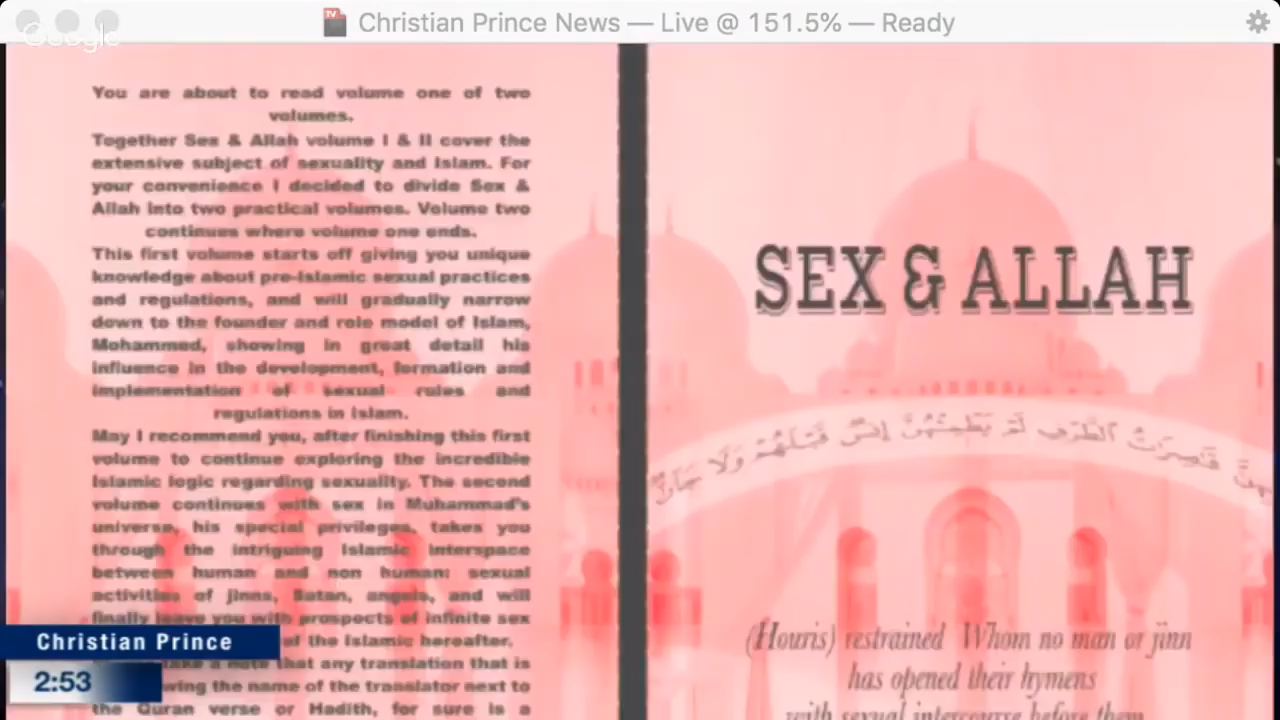 Christian Prince News — Live @ 151.5% — Ready
Google
You are about to read volume one of two
volumes.
Together Sex & Allah volume I & II cover the
extensive subject of sexuality and Islam. For
your convenience I decided to divide Sex &
Allah into two practical volumes. Volume two
continues where volume one ends.
This first volume starts off giving you unique
knowledge about pre-Islamic sexual practices
and regulations, and will gradually narrow
down to the founder and role model of Islam,
Mohammed, showing in great detail his
influence in the development, formation and
implementation of sexual rules and
regulations in Islam.
May I recommend you, after finishing this first
volume to continue exploring the incredible
Islamic logic regarding sexuality. The second
volume continues with sex in Muhammad's
universe, his special privileges, takes you
through the intriguing Islamic interspace
between human and non human: sexual
activities of jinns, Satan, angels, and will
finally leave you with prospects of infinite sex
the Islamic hereafter.
that any translation that is
the name of the translator next to
the Quran verse or Hadith, for sure is a
Christian Prince
2:53
SEX & ALLAH
قَصِرَٰتُ ٱلطَّرْفِ لَمْ يَطْمِثْهُنَّ إِنسٌ قَبْلَهُمْ وَلَا جَآنٌّ
(Houris) restrained Whom no man or jinn
has opened their hymens
with sexual intercourse before them